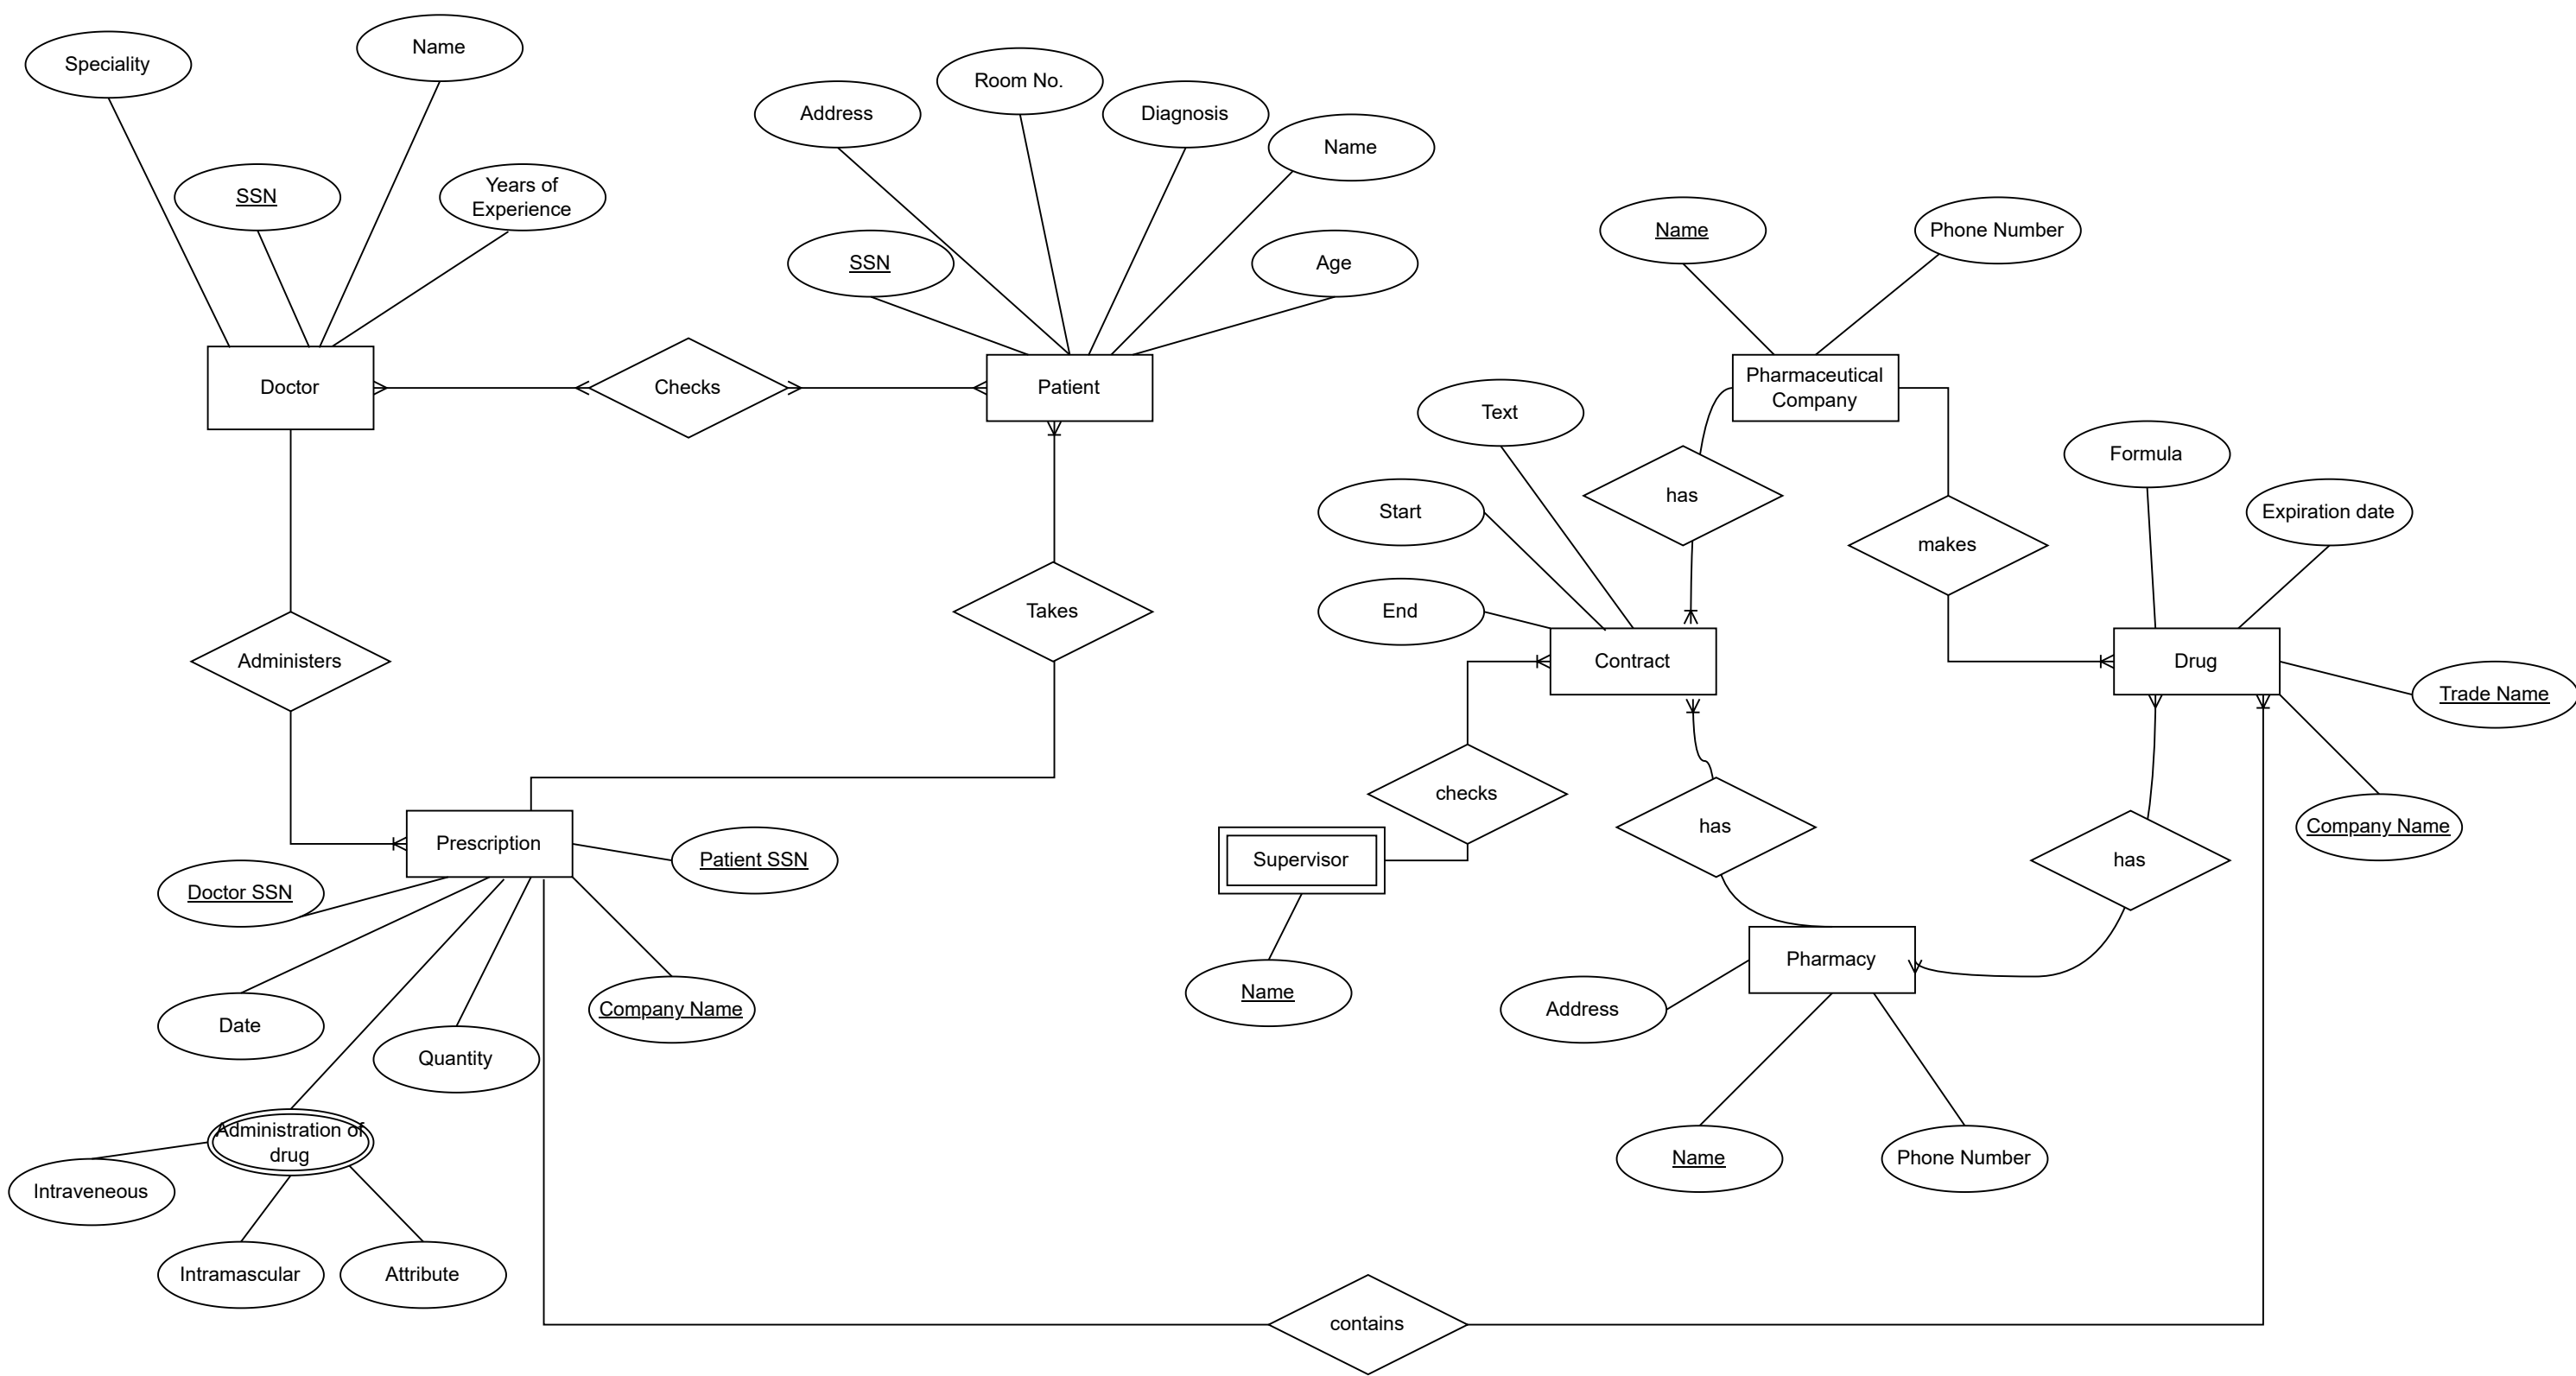 Name
Speciality
Room No.
Address
Diagnosis
Name
SSN
Years of
Experience
SSN
Age
Name
Phone Number
Doctor
Checks
Patient
Pharmaceutical
Company
Text
Formula
has
Start
Expiration date
makes
End
Takes
Administers
Contract
Drug
Trade Name
checks
has
Company Name
Prescription
Patient SSN
Supervisor
has
Doctor SSN
Pharmacy
Name
Company Name
Address
Date
Quantity
Administration of
drug
Name
Phone Number
Intraveneous
Intramascular
Attribute
contains